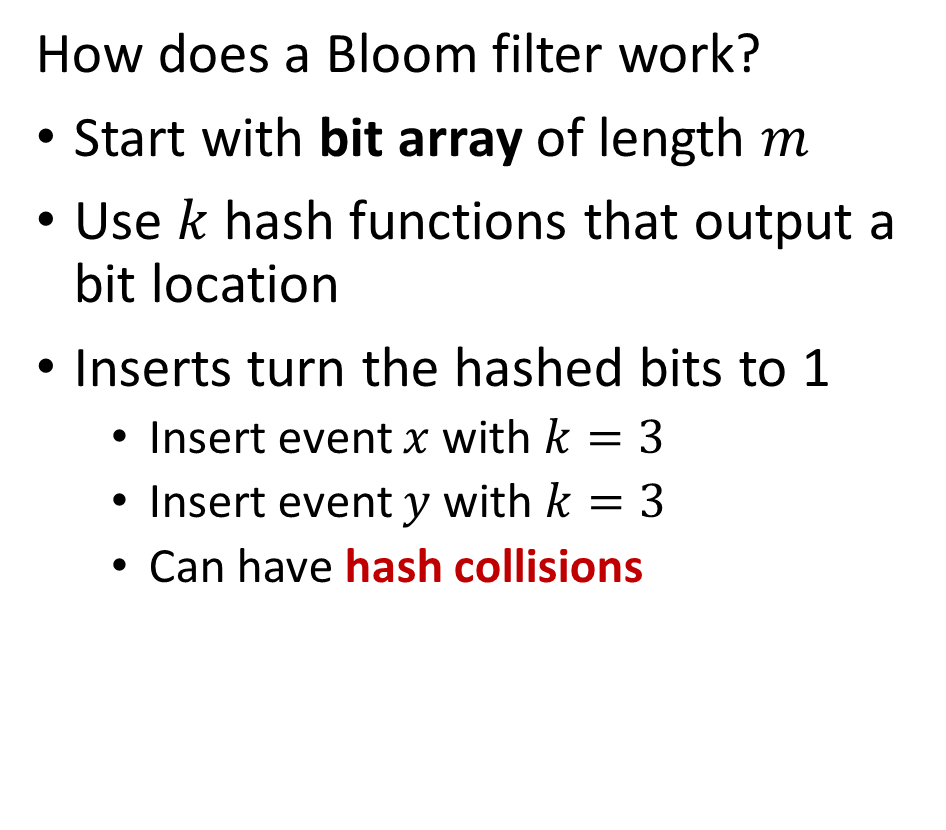 How does a Bloom filter work?
• Start with bit array of length m
• Use k hash functions that output a
bit location
• Inserts turn the hashed bits to 1
• Insert event x with k = 3
• Insert event y with k = 3
• Can have hash collisions